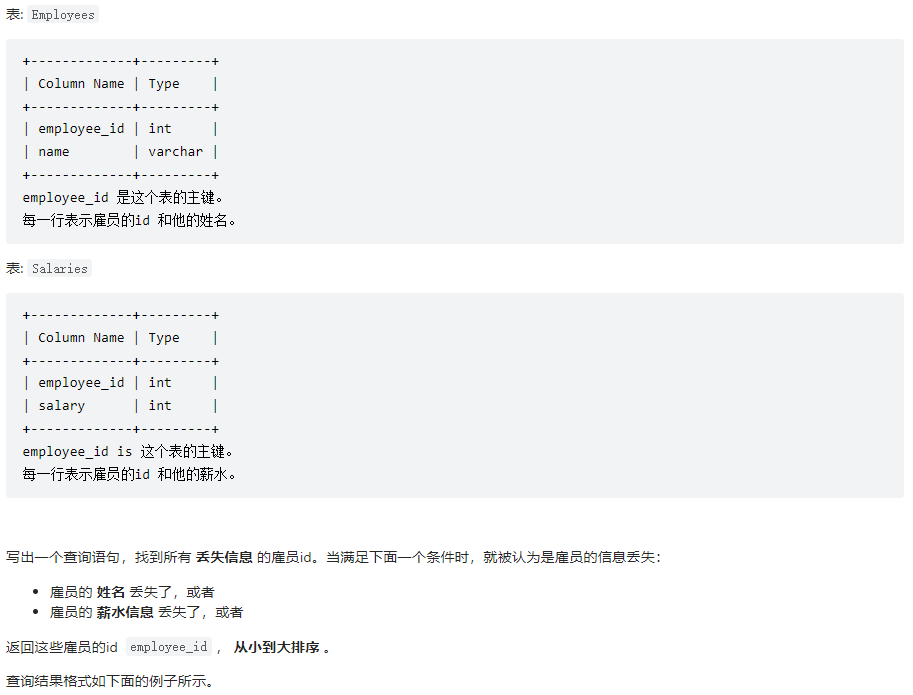 表: Employees
+-------------+---------+
| Column Name | Type    |
+-------------+---------+
| employee_id | int     |
| name        | varchar |
+-------------+---------+
employee_id 是这个表的主键。
每一行表示雇员的id 和他的姓名。
表: Salaries
+-------------+---------+
| Column Name | Type    |
+-------------+---------+
| employee_id | int     |
| salary      | int     |
+-------------+---------+
employee_id is 这个表的主键。
每一行表示雇员的id 和他的薪水。
写出一个查询语句，找到所有 丢失信息 的雇员id。当满足下面一个条件时，就被认为是雇员的信息丢失：
• 雇员的 姓名 丢失了，或者
• 雇员的 薪水信息 丢失了，或者
返回这些雇员的id employee_id ， 从小到大排序 。
查询结果格式如下面的例子所示。